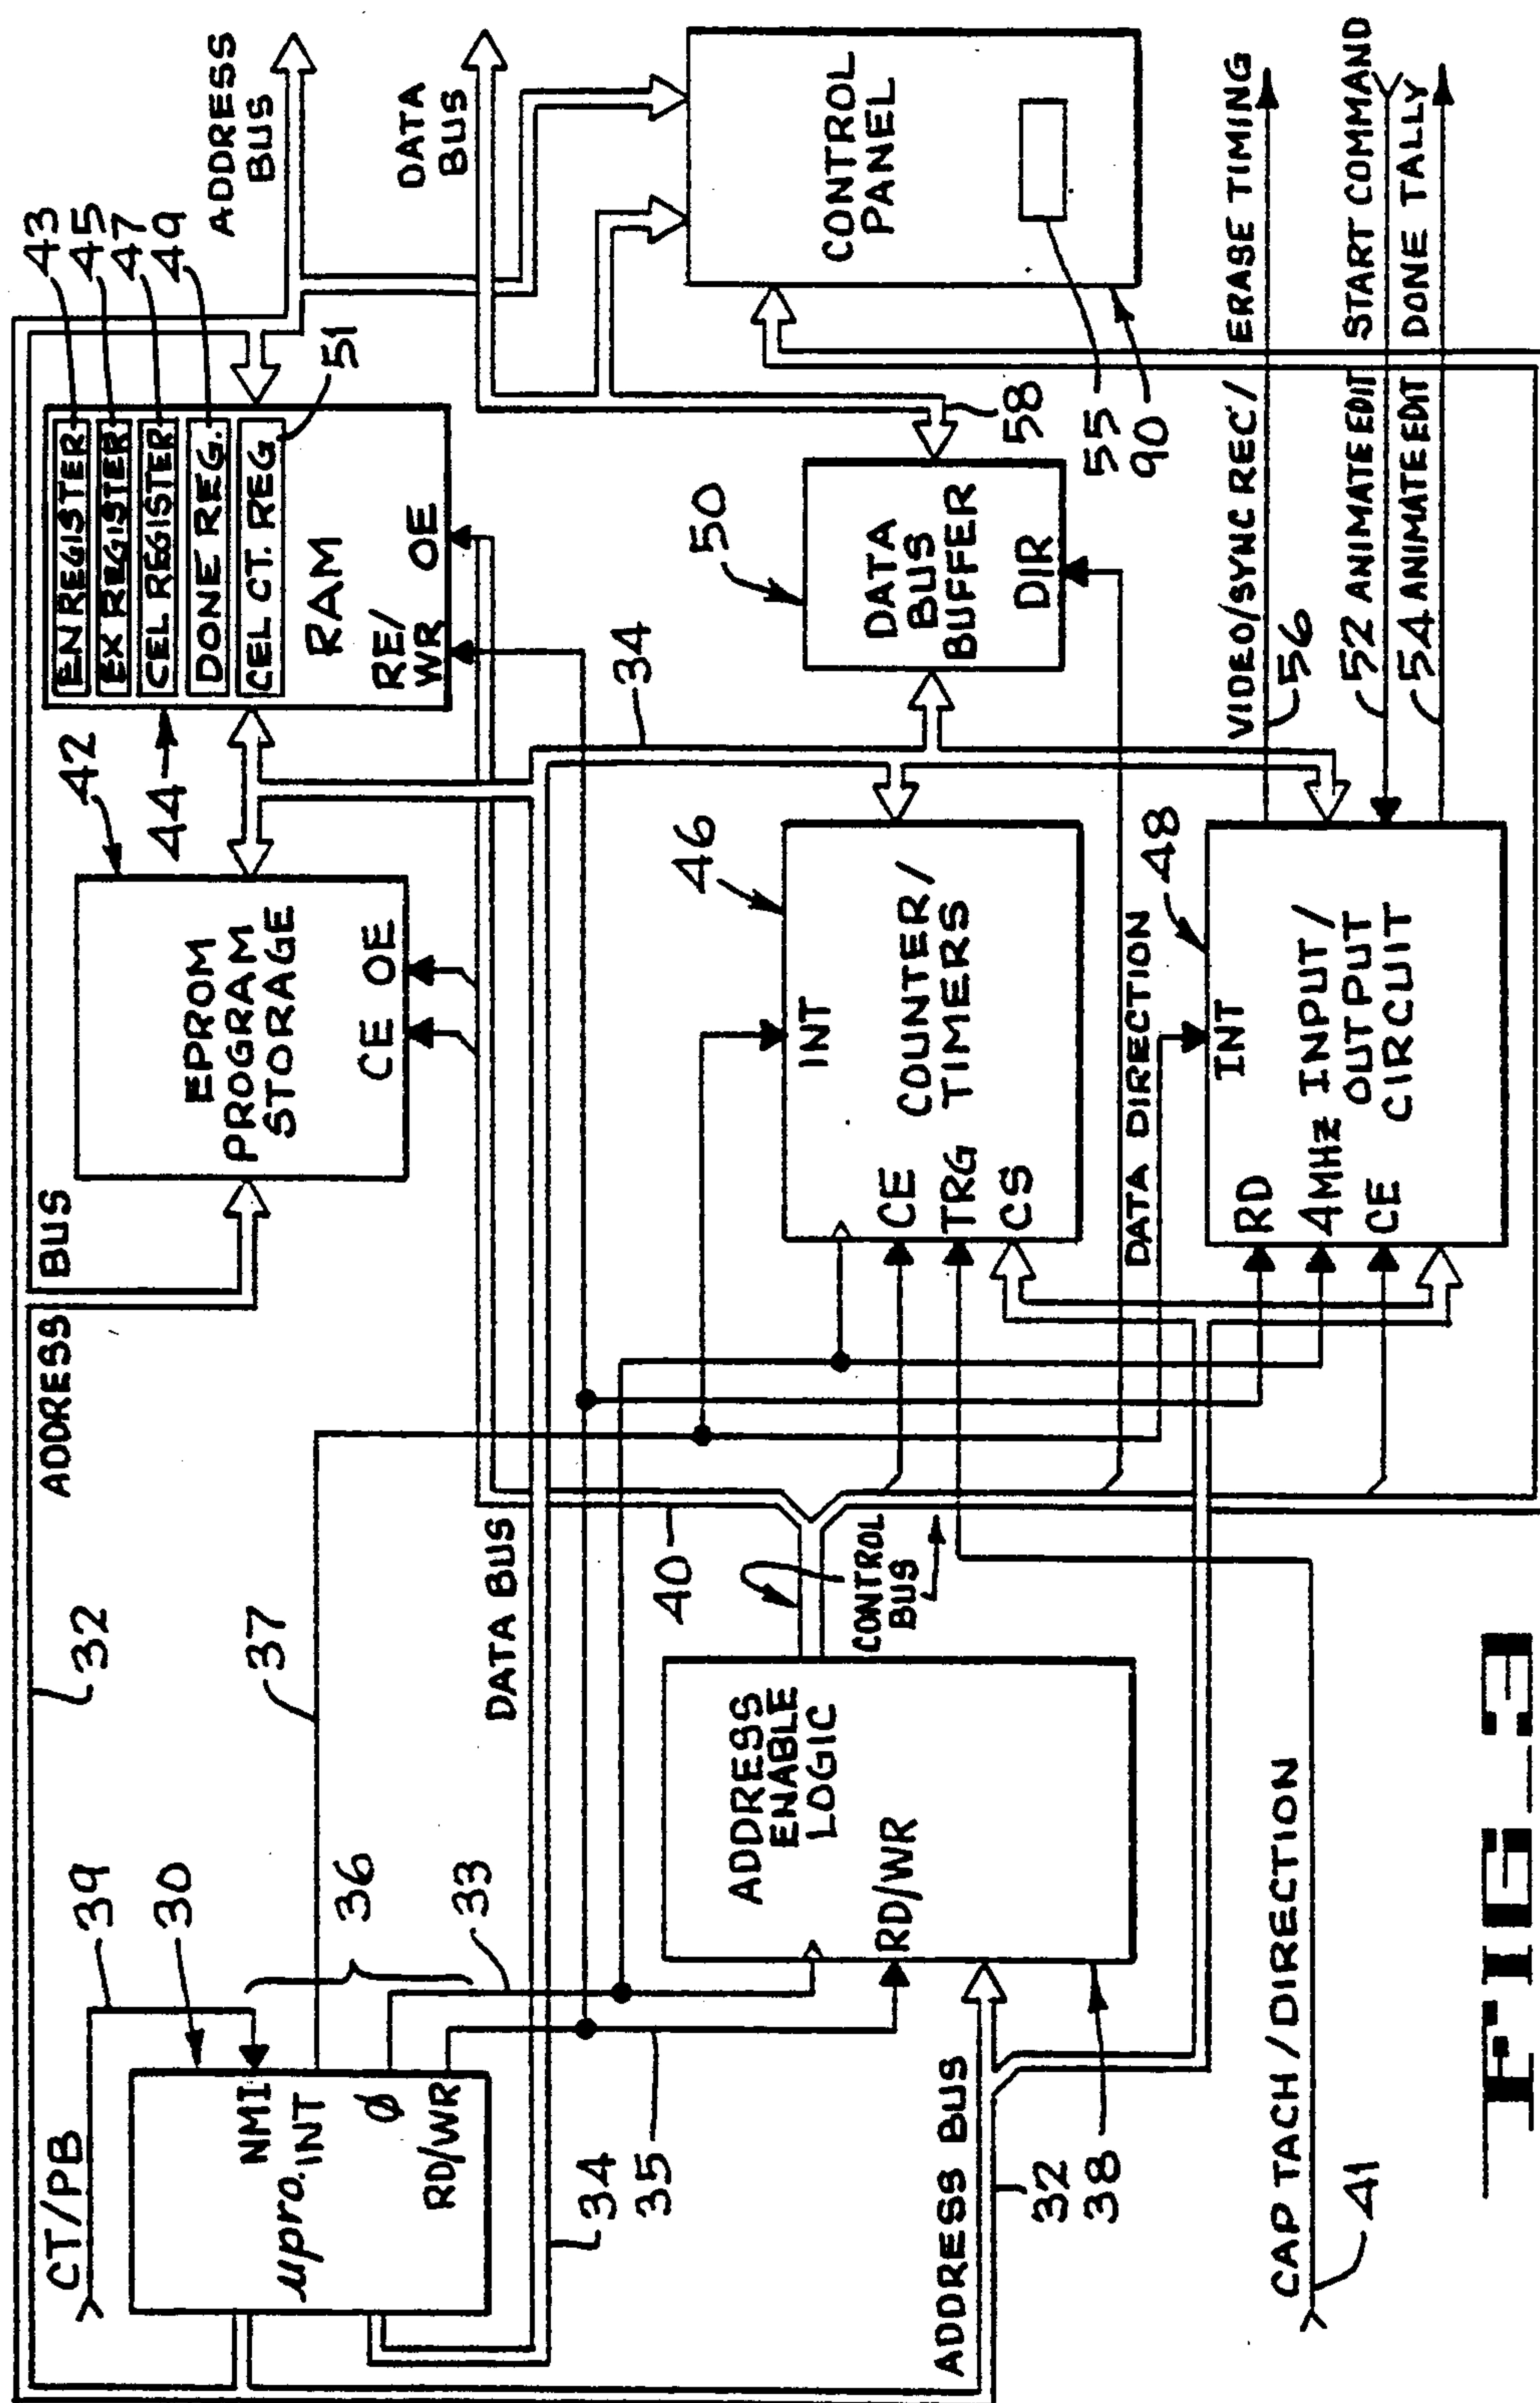 CT/PB
39
30
NMI
µpro.
INT
Ø
RD/WR
36
33
37
32
34
35
ADDRESS BUS
DATA BUS
ADDRESS BUS
32
38
ADDRESS
ENABLE
LOGIC
RD/WR
40
CONTROL
BUS
CAP TACH/DIRECTION
41
EPROM
PROGRAM
STORAGE
CE OE
42
44
EN REGISTER
EX REGISTER
CEL REGISTER
DONE REG.
CEL CT. REG
RAM
RE/
WR
OE
43
45
47
49
51
ADDRESS
BUS
DATA
BUS
34
46
INT
COUNTER/
TIMERS
CE
TRG
CS
50
DATA
BUS
BUFFER
DIR
58
CONTROL
PANEL
55
90
DATA DIRECTION
48
INT
RD
4MHz
CE
INPUT/
OUTPUT
CIRCUIT
VIDEO/SYNC REC/ ERASE TIMING
56
52 ANIMATE EDIT START COMMAND
54 ANIMATE EDIT DONE TALLY
FIG_3